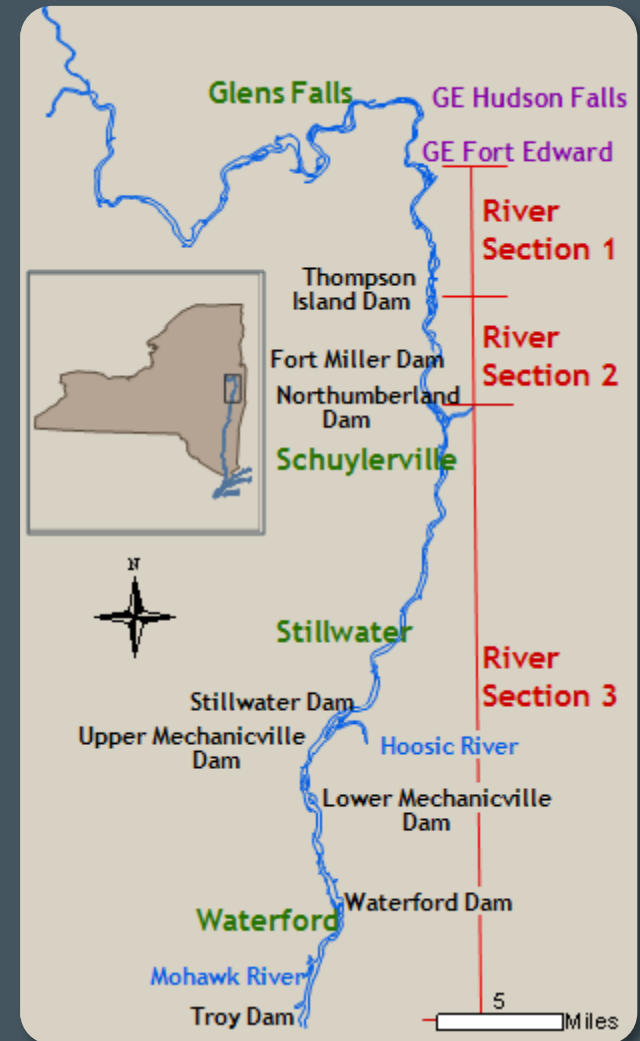 Glens Falls
GE Hudson Falls
GE Fort Edward
River
Section 1
Thompson
Island Dam
River
Section 2
Fort Miller Dam
Northumberland
Dam
Schuylerville
N
Stillwater
River
Section 3
Stillwater Dam
Upper Mechanicville
Dam
Hoosic River
Lower Mechanicville
Dam
Waterford Dam
Waterford
Mohawk River
Troy Dam
5
Miles